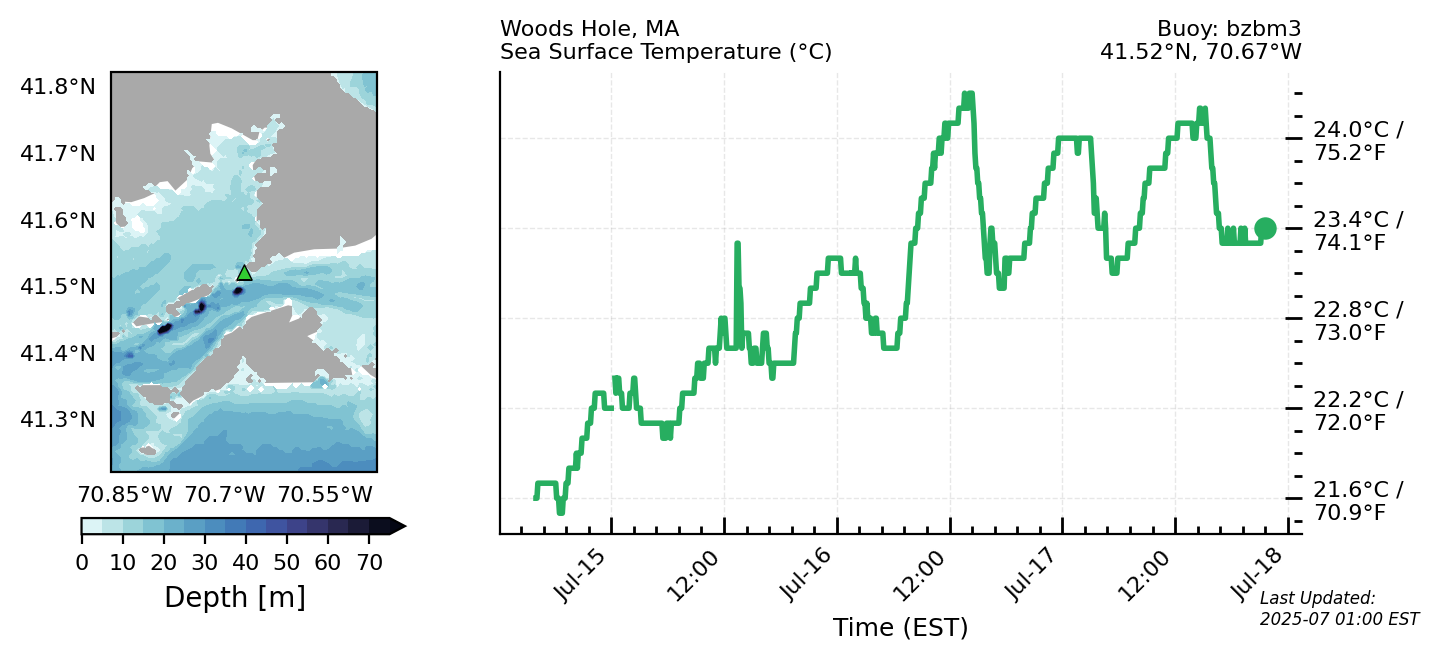 Woods Hole, MA
Sea Surface Temperature (°C)
Buoy: bzbm3
41.52°N, 70.67°W
41.8°N
41.7°N
41.6°N
41.5°N
41.4°N
41.3°N
70.85°W 70.7°W 70.55°W
0 10 20 30 40 50 60 70
Depth [m]
24.0°C /
75.2°F
23.4°C /
74.1°F
22.8°C /
73.0°F
22.2°C /
72.0°F
21.6°C /
70.9°F
Jul-15 12:00 Jul-16 12:00 Jul-17 12:00 Jul-18
Time (EST)
Last Updated:
2025-07 01:00 EST